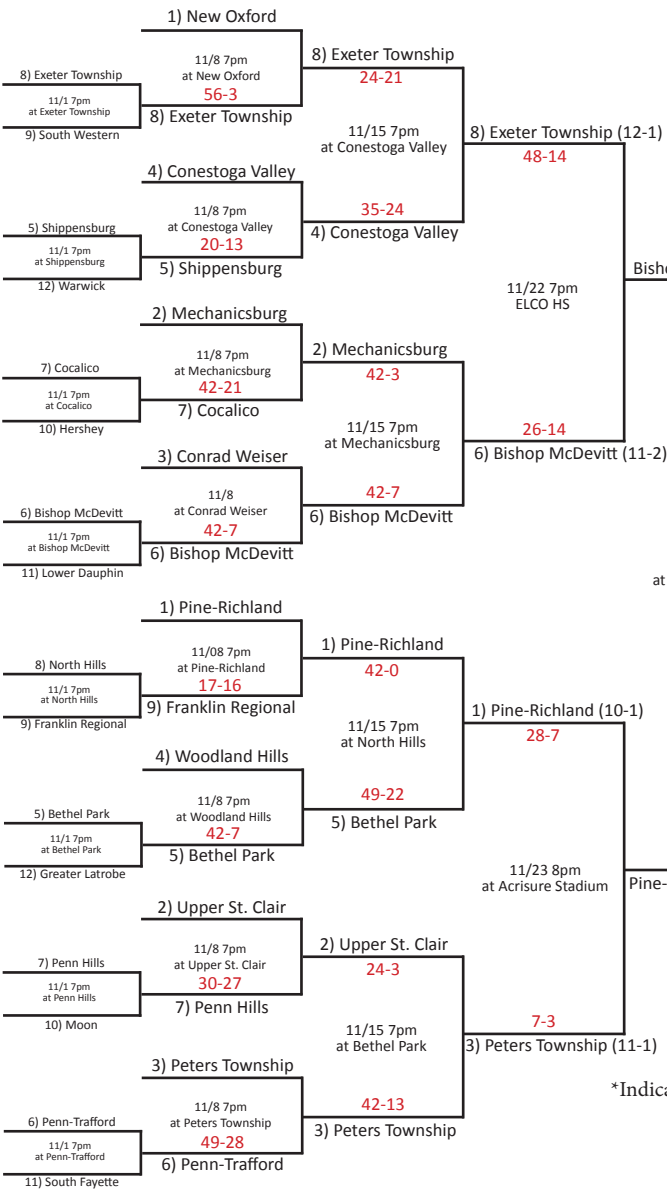 1) New Oxford
8) Exeter Township
11/1 7pm
at Exeter Township
9) South Western
11/8 7pm
at New Oxford
56-3
8) Exeter Township
8) Exeter Township
24-21
11/15 7pm
at Conestoga Valley
4) Conestoga Valley
5) Shippensburg
11/1 7pm
at Shippensburg
12) Warwick
11/8 7pm
at Conestoga Valley
20-13
5) Shippensburg
35-24
4) Conestoga Valley
8) Exeter Township (12-1)
48-14
11/22 7pm
ELCO HS
Bisho
2) Mechanicsburg
7) Cocalico
11/1 7pm
at Cocalico
10) Hershey
11/8 7pm
at Mechanicsburg
42-21
7) Cocalico
2) Mechanicsburg
42-3
11/15 7pm
at Mechanicsburg
3) Conrad Weiser
6) Bishop McDevitt
11/1 7pm
at Bishop McDevitt
11) Lower Dauphin
11/8
at Conrad Weiser
42-7
6) Bishop McDevitt
42-7
6) Bishop McDevitt
26-14
6) Bishop McDevitt (11-2)
at
1) Pine-Richland
8) North Hills
11/1 7pm
at North Hills
9) Franklin Regional
11/08 7pm
at Pine-Richland
17-16
9) Franklin Regional
1) Pine-Richland
42-0
11/15 7pm
at North Hills
4) Woodland Hills
5) Bethel Park
11/1 7pm
at Bethel Park
12) Greater Latrobe
11/8 7pm
at Woodland Hills
42-7
5) Bethel Park
49-22
5) Bethel Park
1) Pine-Richland (10-1)
28-7
11/23 8pm
at Acrisure Stadium
Pine-
2) Upper St. Clair
7) Penn Hills
11/1 7pm
at Penn Hills
10) Moon
11/8 7pm
at Upper St. Clair
30-27
7) Penn Hills
2) Upper St. Clair
24-3
11/15 7pm
at Bethel Park
3) Peters Township
6) Penn-Trafford
11/1 7pm
at Penn-Trafford
11) South Fayette
11/8 7pm
at Peters Township
49-28
6) Penn-Trafford
42-13
3) Peters Township
7-3
3) Peters Township (11-1)
*Indica